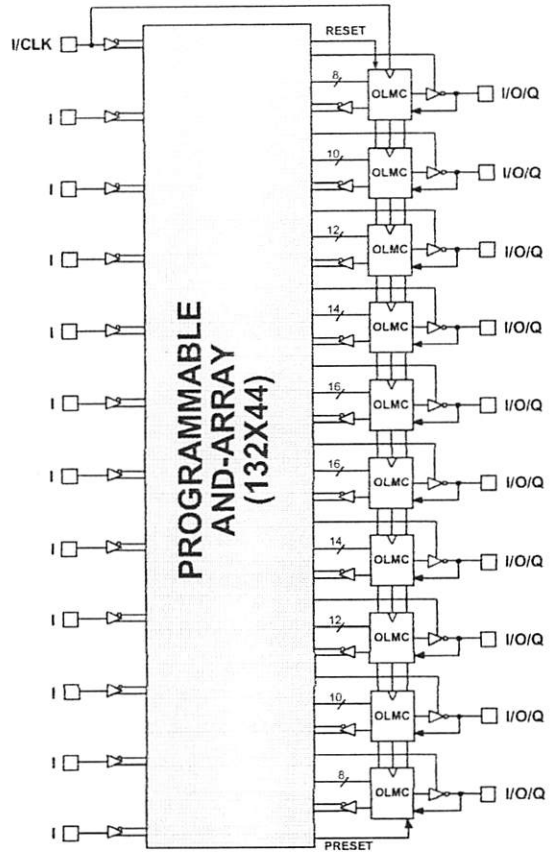 RESET
I/CLK
8
OLMC
I/O/Q
I
10
OLMC
I/O/Q
I
12
OLMC
I/O/Q
I
14
OLMC
I/O/Q
I
16
OLMC
I/O/Q
I
PROGRAMMABLE
AND-ARRAY
(132X44)
16
OLMC
I/O/Q
I
14
OLMC
I/O/Q
I
12
OLMC
I/O/Q
I
10
OLMC
I/O/Q
I
8
OLMC
I/O/Q
I
I
PRESET